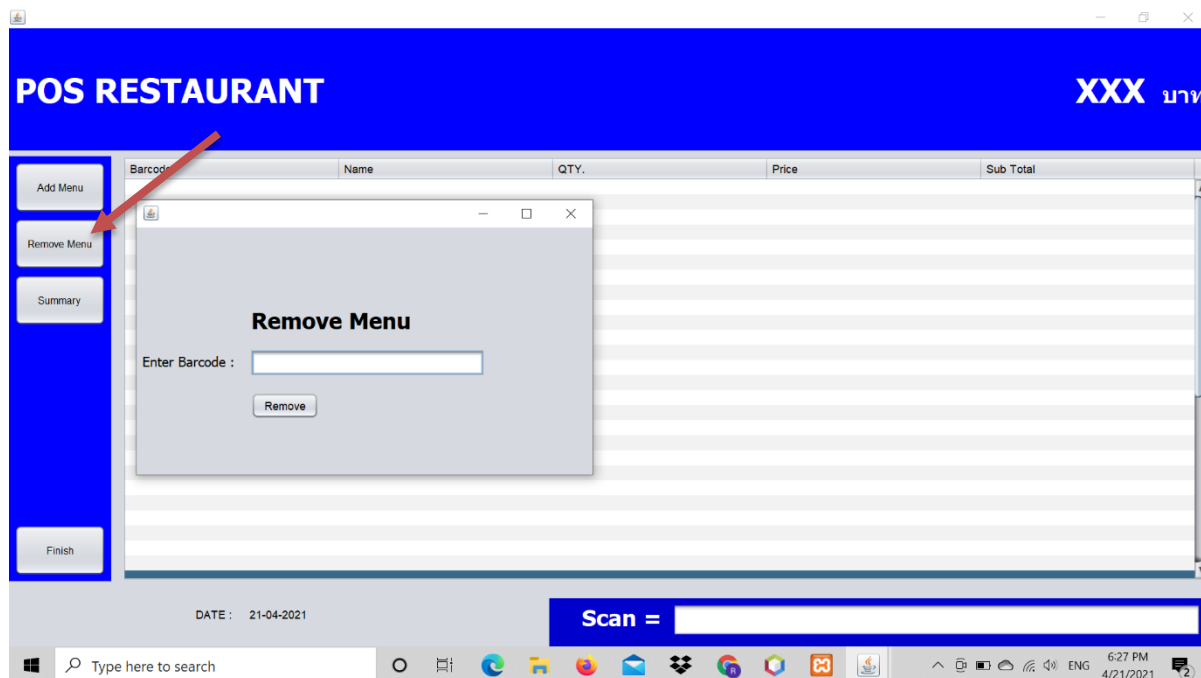 POS RESTAURANT
XXX บาท
Add Menu
Remove Menu
Summary
Finish
Barcode Name QTY. Price Sub Total
Remove Menu
Enter Barcode :
Remove
DATE : 21-04-2021
Scan =
Type here to search
ENG
6:27 PM
4/21/2021
2